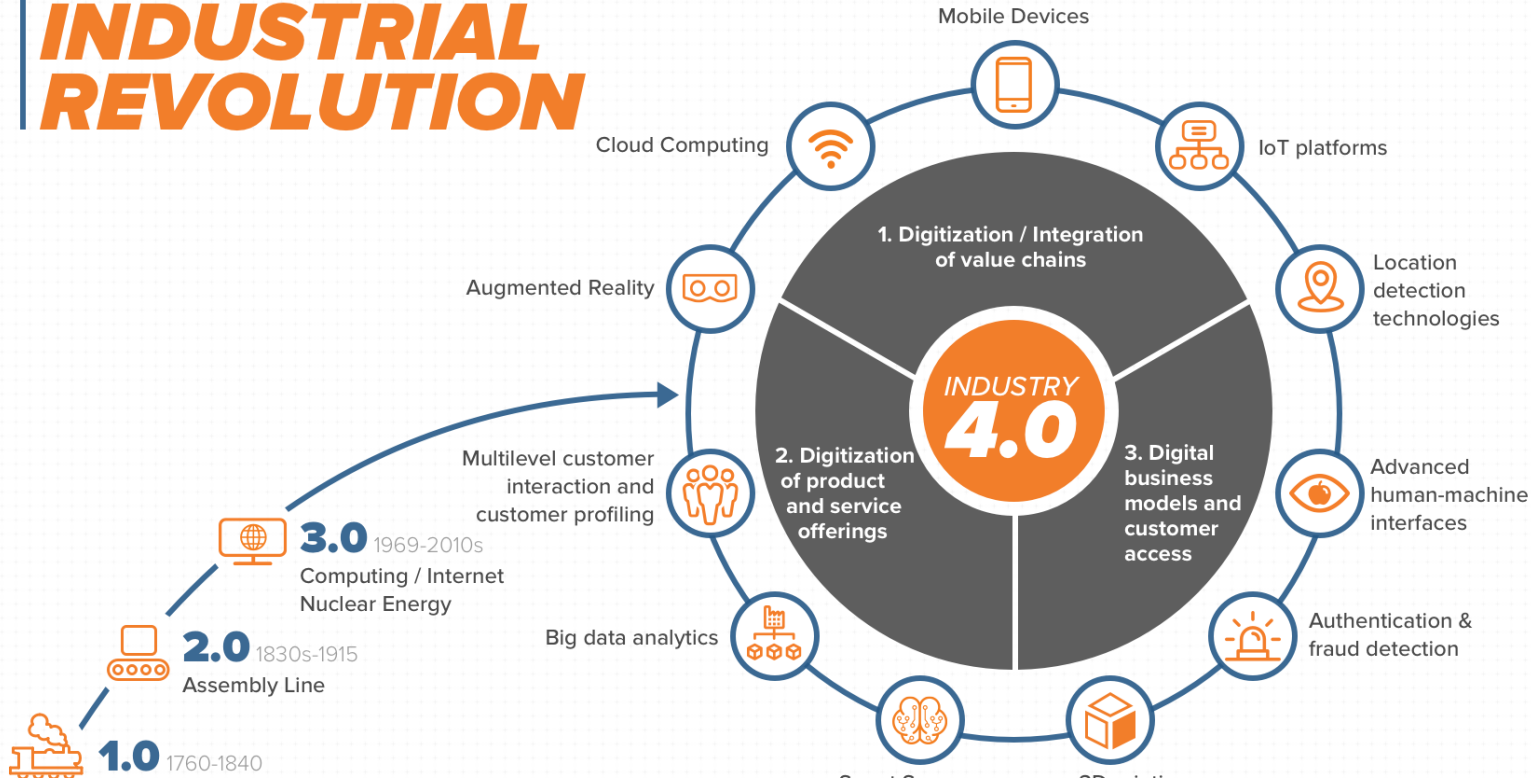 INDUSTRIAL
REVOLUTION
Mobile Devices
Cloud Computing
IoT platforms
1. Digitization / Integration
of value chains
Augmented Reality
Location
detection
technologies
INDUSTRY
4.0
Multilevel customer
interaction and
customer profiling
2. Digitization
of product
and service
offerings
3. Digital
business
models and
customer
access
Advanced
human-machine
interfaces
3.0 1969-2010s
Computing / Internet
Nuclear Energy
Big data analytics
Authentication &
fraud detection
2.0 1830s-1915
Assembly Line
1.0 1760-1840